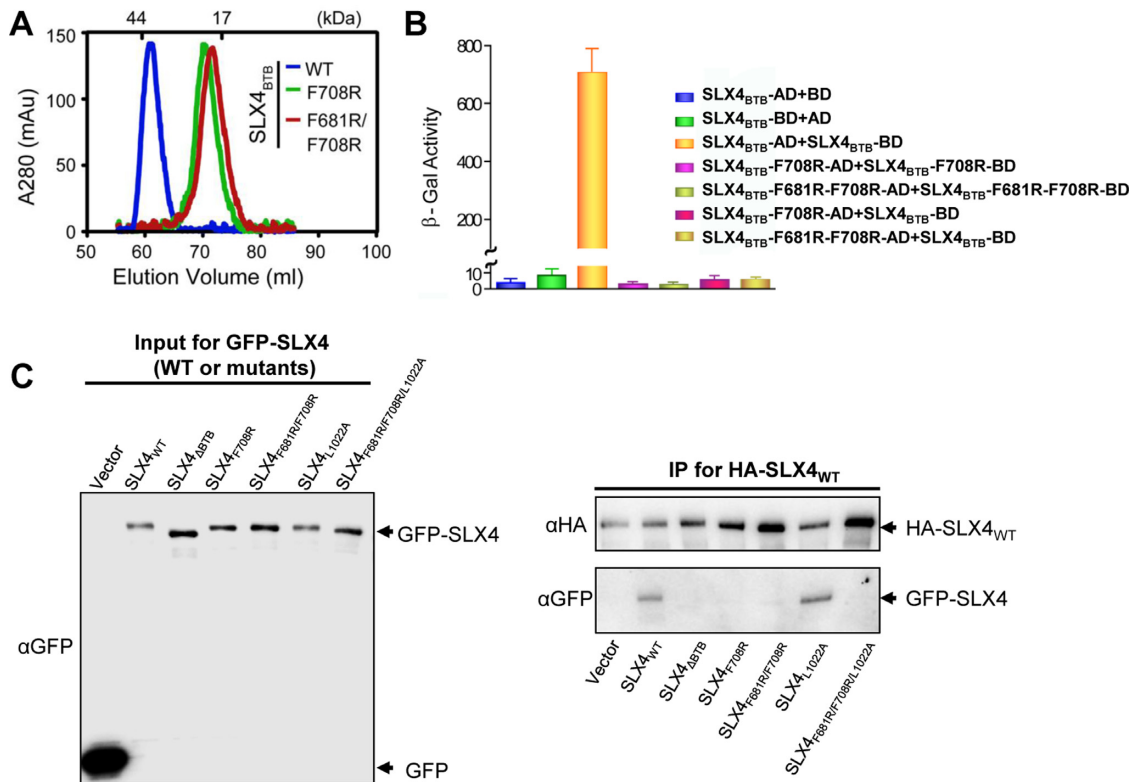 A
44 17 (kDa)
150
100
50
0
A280 (mAu)
50 60 70 80 90 100
Elution Volume (ml)
SLX4BTB
WT
F708R
F681R/
F708R
B
800
600
400
200
10
0
β- Gal Activity
SLX4BTB-AD+BD
SLX4BTB-BD+AD
SLX4BTB-AD+SLX4BTB-BD
SLX4BTB-F708R-AD+SLX4BTB-F708R-BD
SLX4BTB-F681R-F708R-AD+SLX4BTB-F681R-F708R-BD
SLX4BTB-F708R-AD+SLX4BTB-BD
SLX4BTB-F681R-F708R-AD+SLX4BTB-BD
C
Input for GFP-SLX4
(WT or mutants)
Vector
SLX4WT
SLX4ΔBTB
SLX4F708R
SLX4F681R/F708R
SLX4L1022A
SLX4F681R/F708R/L1022A
αGFP
GFP-SLX4
GFP
IP for HA-SLX4WT
αHA
HA-SLX4WT
αGFP
GFP-SLX4
Vector
SLX4WT
SLX4ΔBTB
SLX4F708R
SLX4F681R/F708R
SLX4L1022A
SLX4F681R/F708R/L1022A